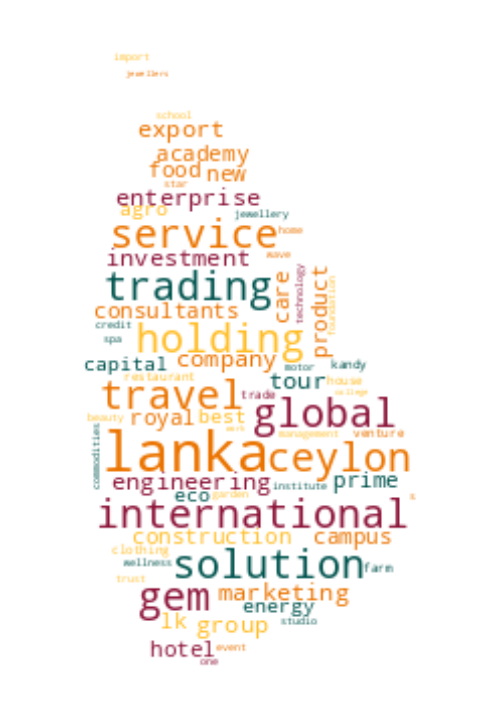 import
jewellers
school
export
academy
food new
star
enterprise
agro
jewellery
service home
wave
investment
trading care technology product foundation
consultants
credit
holding
spa
company
capital motor kandy
restaurant tour house
travel trade college
global
beauty royal best
venture
management
commodities
lanka ceylon
engineering institute prime
eco garden
s
international
construction campus
clothing
wellness solution farm
trust
gem marketing
energy
lk group studio
hotel event
one